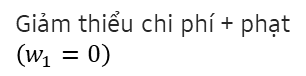 Giảm thiểu chi phí + phạt
(w₁ = 0)